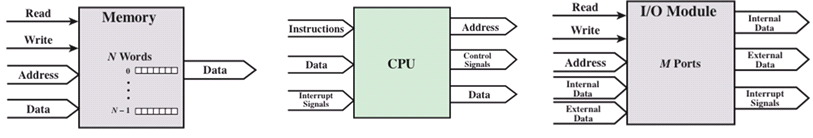 Read
Write
Address
Data
Memory
N Words
0
N – 1
Data
Instructions
Data
Interrupt
Signals
CPU
Address
Control
Signals
Data
Read
Write
Address
Internal
Data
External
Data
I/O Module
M Ports
Internal
Data
External
Data
Interrupt
Signals